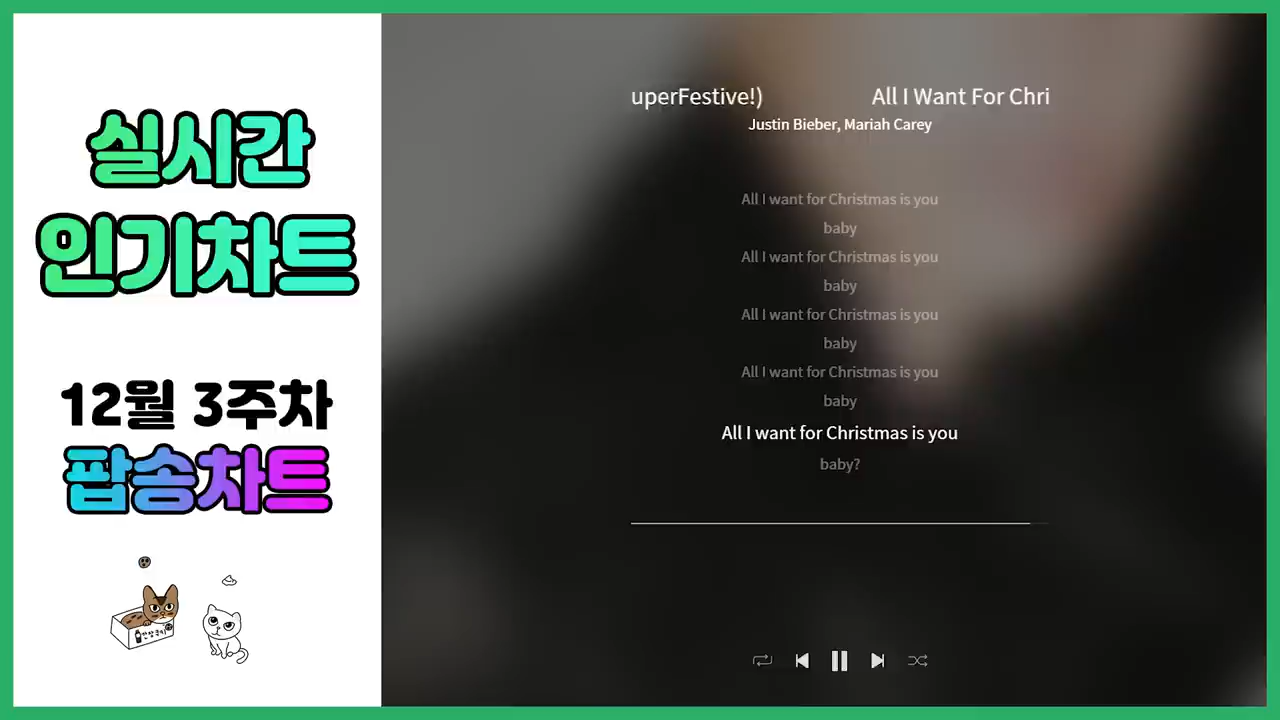 실시간
인기차트
12월 3주차
팝송차트
uperFestive!) All I Want For Chri
Justin Bieber, Mariah Carey
All I want for Christmas is you
baby
All I want for Christmas is you
baby
All I want for Christmas is you
baby
All I want for Christmas is you
baby
All I want for Christmas is you
baby?